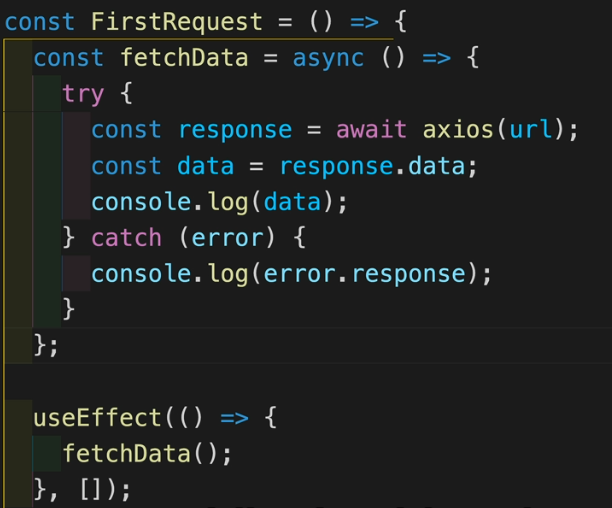 const FirstRequest = () => {
  const fetchData = async () => {
    try {
      const response = await axios(url);
      const data = response.data;
      console.log(data);
    } catch (error) {
      console.log(error.response);
    }
  };

  useEffect(() => {
    fetchData();
  }, []);